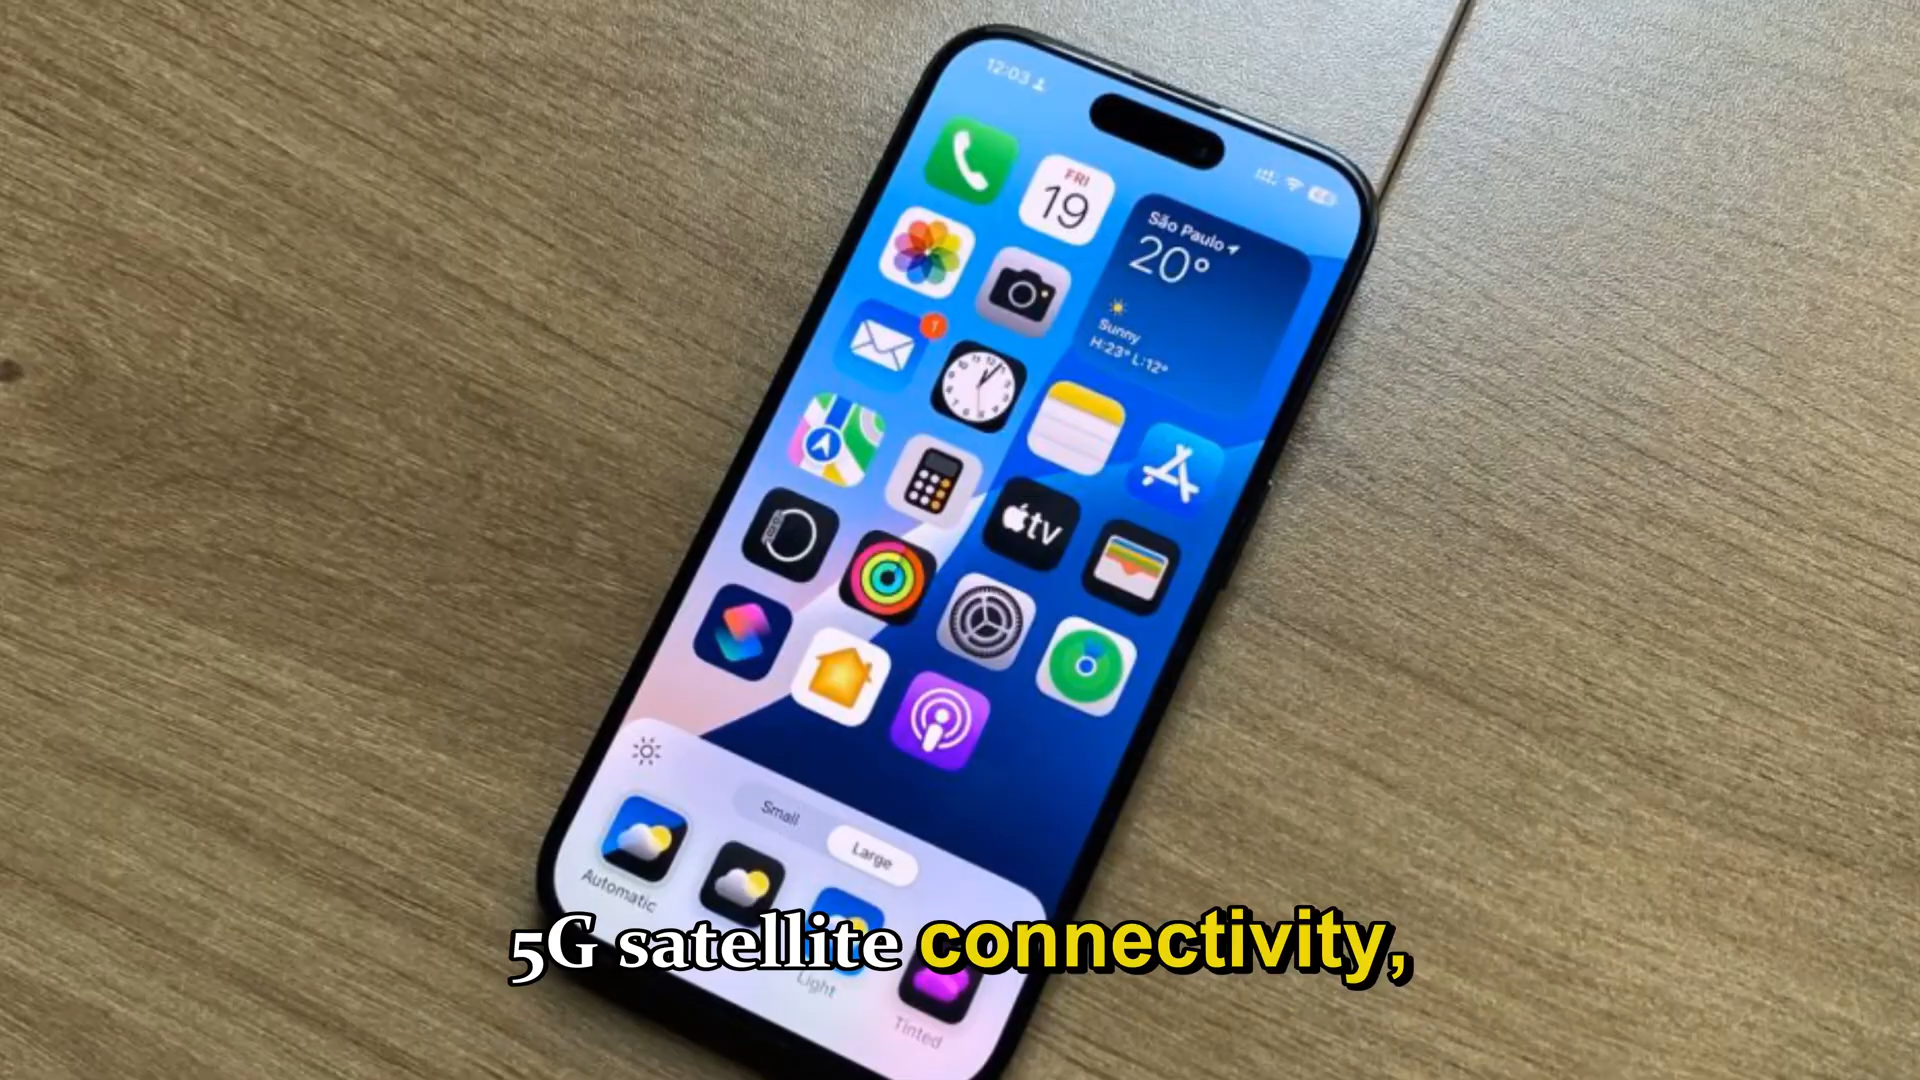 12:03
FRI
19
São Paulo
20°
Sunny
H:23° L:12°
1
tv
Small
Large
Automatic
Light
Tinted
5G satellite connectivity,